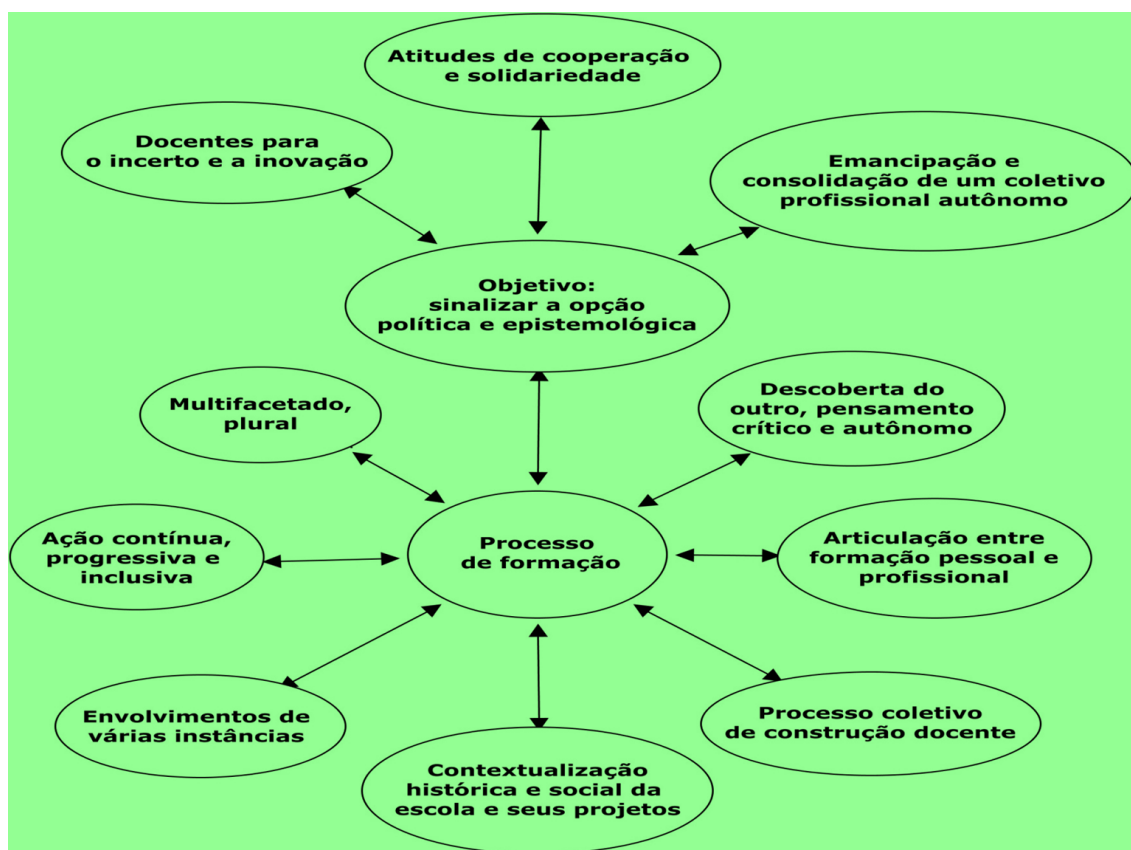 Atitudes de cooperação
e solidariedade
Docentes para
o incerto e a inovação
Emancipação e
consolidação de um coletivo
profissional autônomo
Objetivo:
sinalizar a opção
política e epistemológica
Multifacetado,
plural
Descoberta do
outro, pensamento
crítico e autônomo
Ação contínua,
progressiva e
inclusiva
Processo
de formação
Articulação entre
formação pessoal e
profissional
Envolvimentos de
várias instâncias
Processo coletivo
de construção docente
Contextualização
histórica e social da
escola e seus projetos